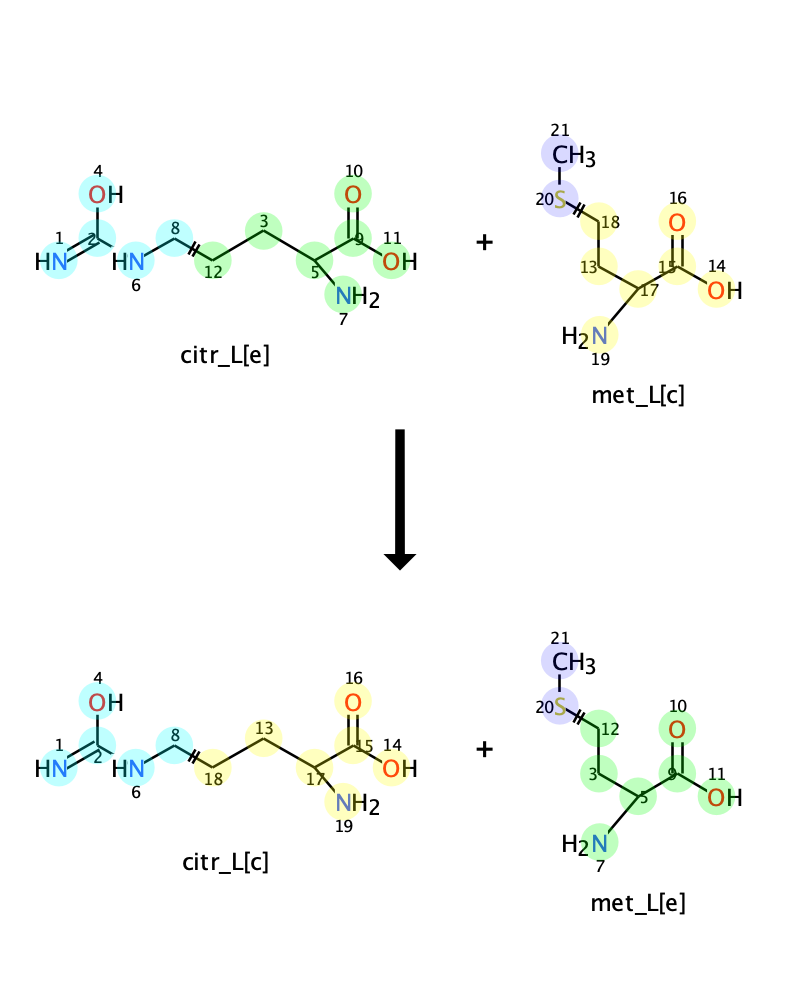 21
CH3
4
OH
10
O
20
S
18
16
O
1
HN
2
HN
6
8
12
3
5
9
11
OH
NH2
7
+
13
17
15
14
OH
H2N
19
citr_L[e]
met_L[c]
21
CH3
4
OH
16
O
20
S
12
10
O
1
HN
2
HN
6
8
18
13
17
15
14
OH
NH2
19
+
3
5
9
11
OH
H2N
7
citr_L[c]
met_L[e]